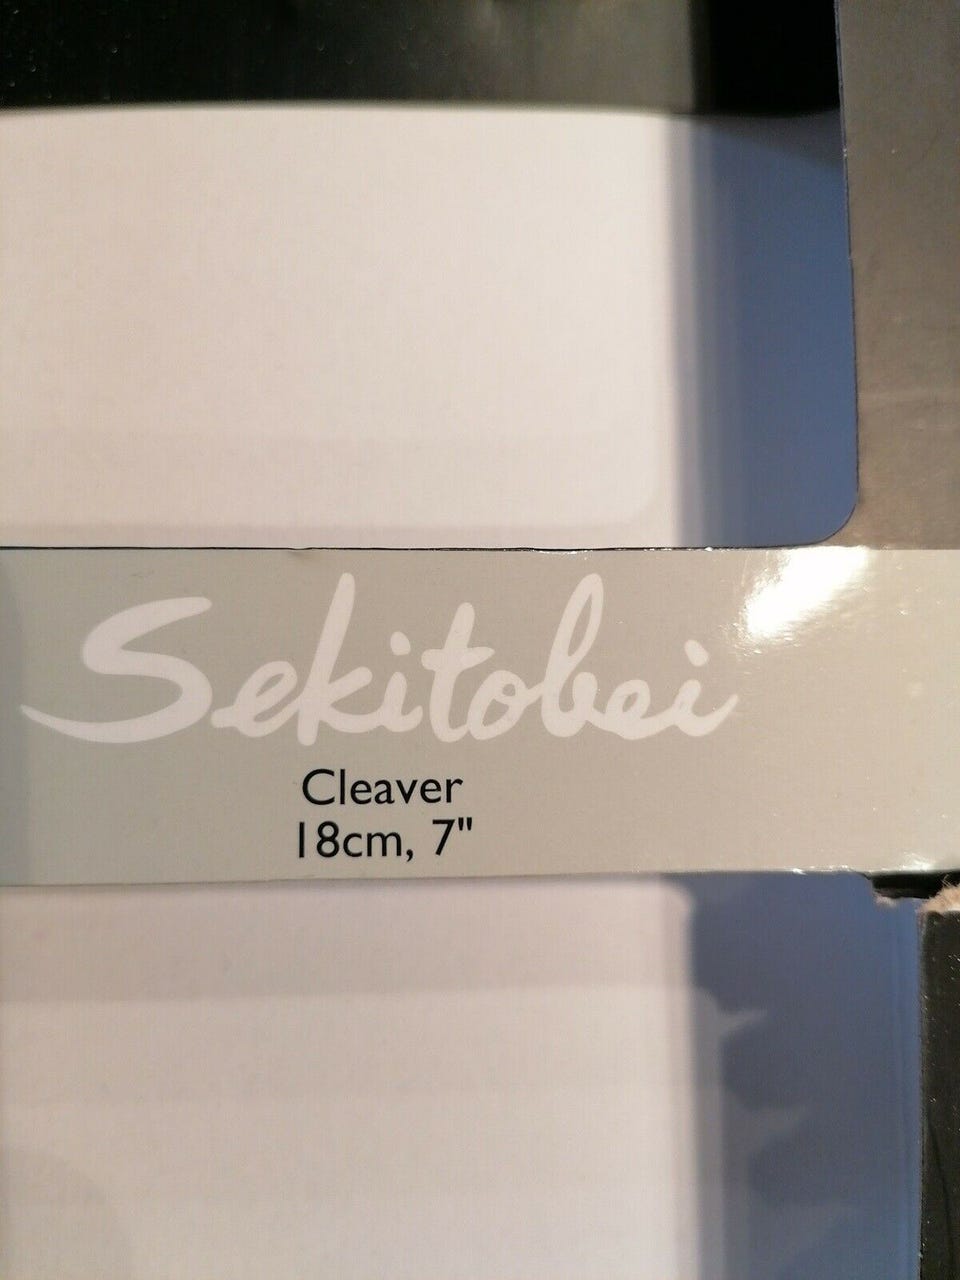 Sekitobei
Cleaver
18cm, 7"